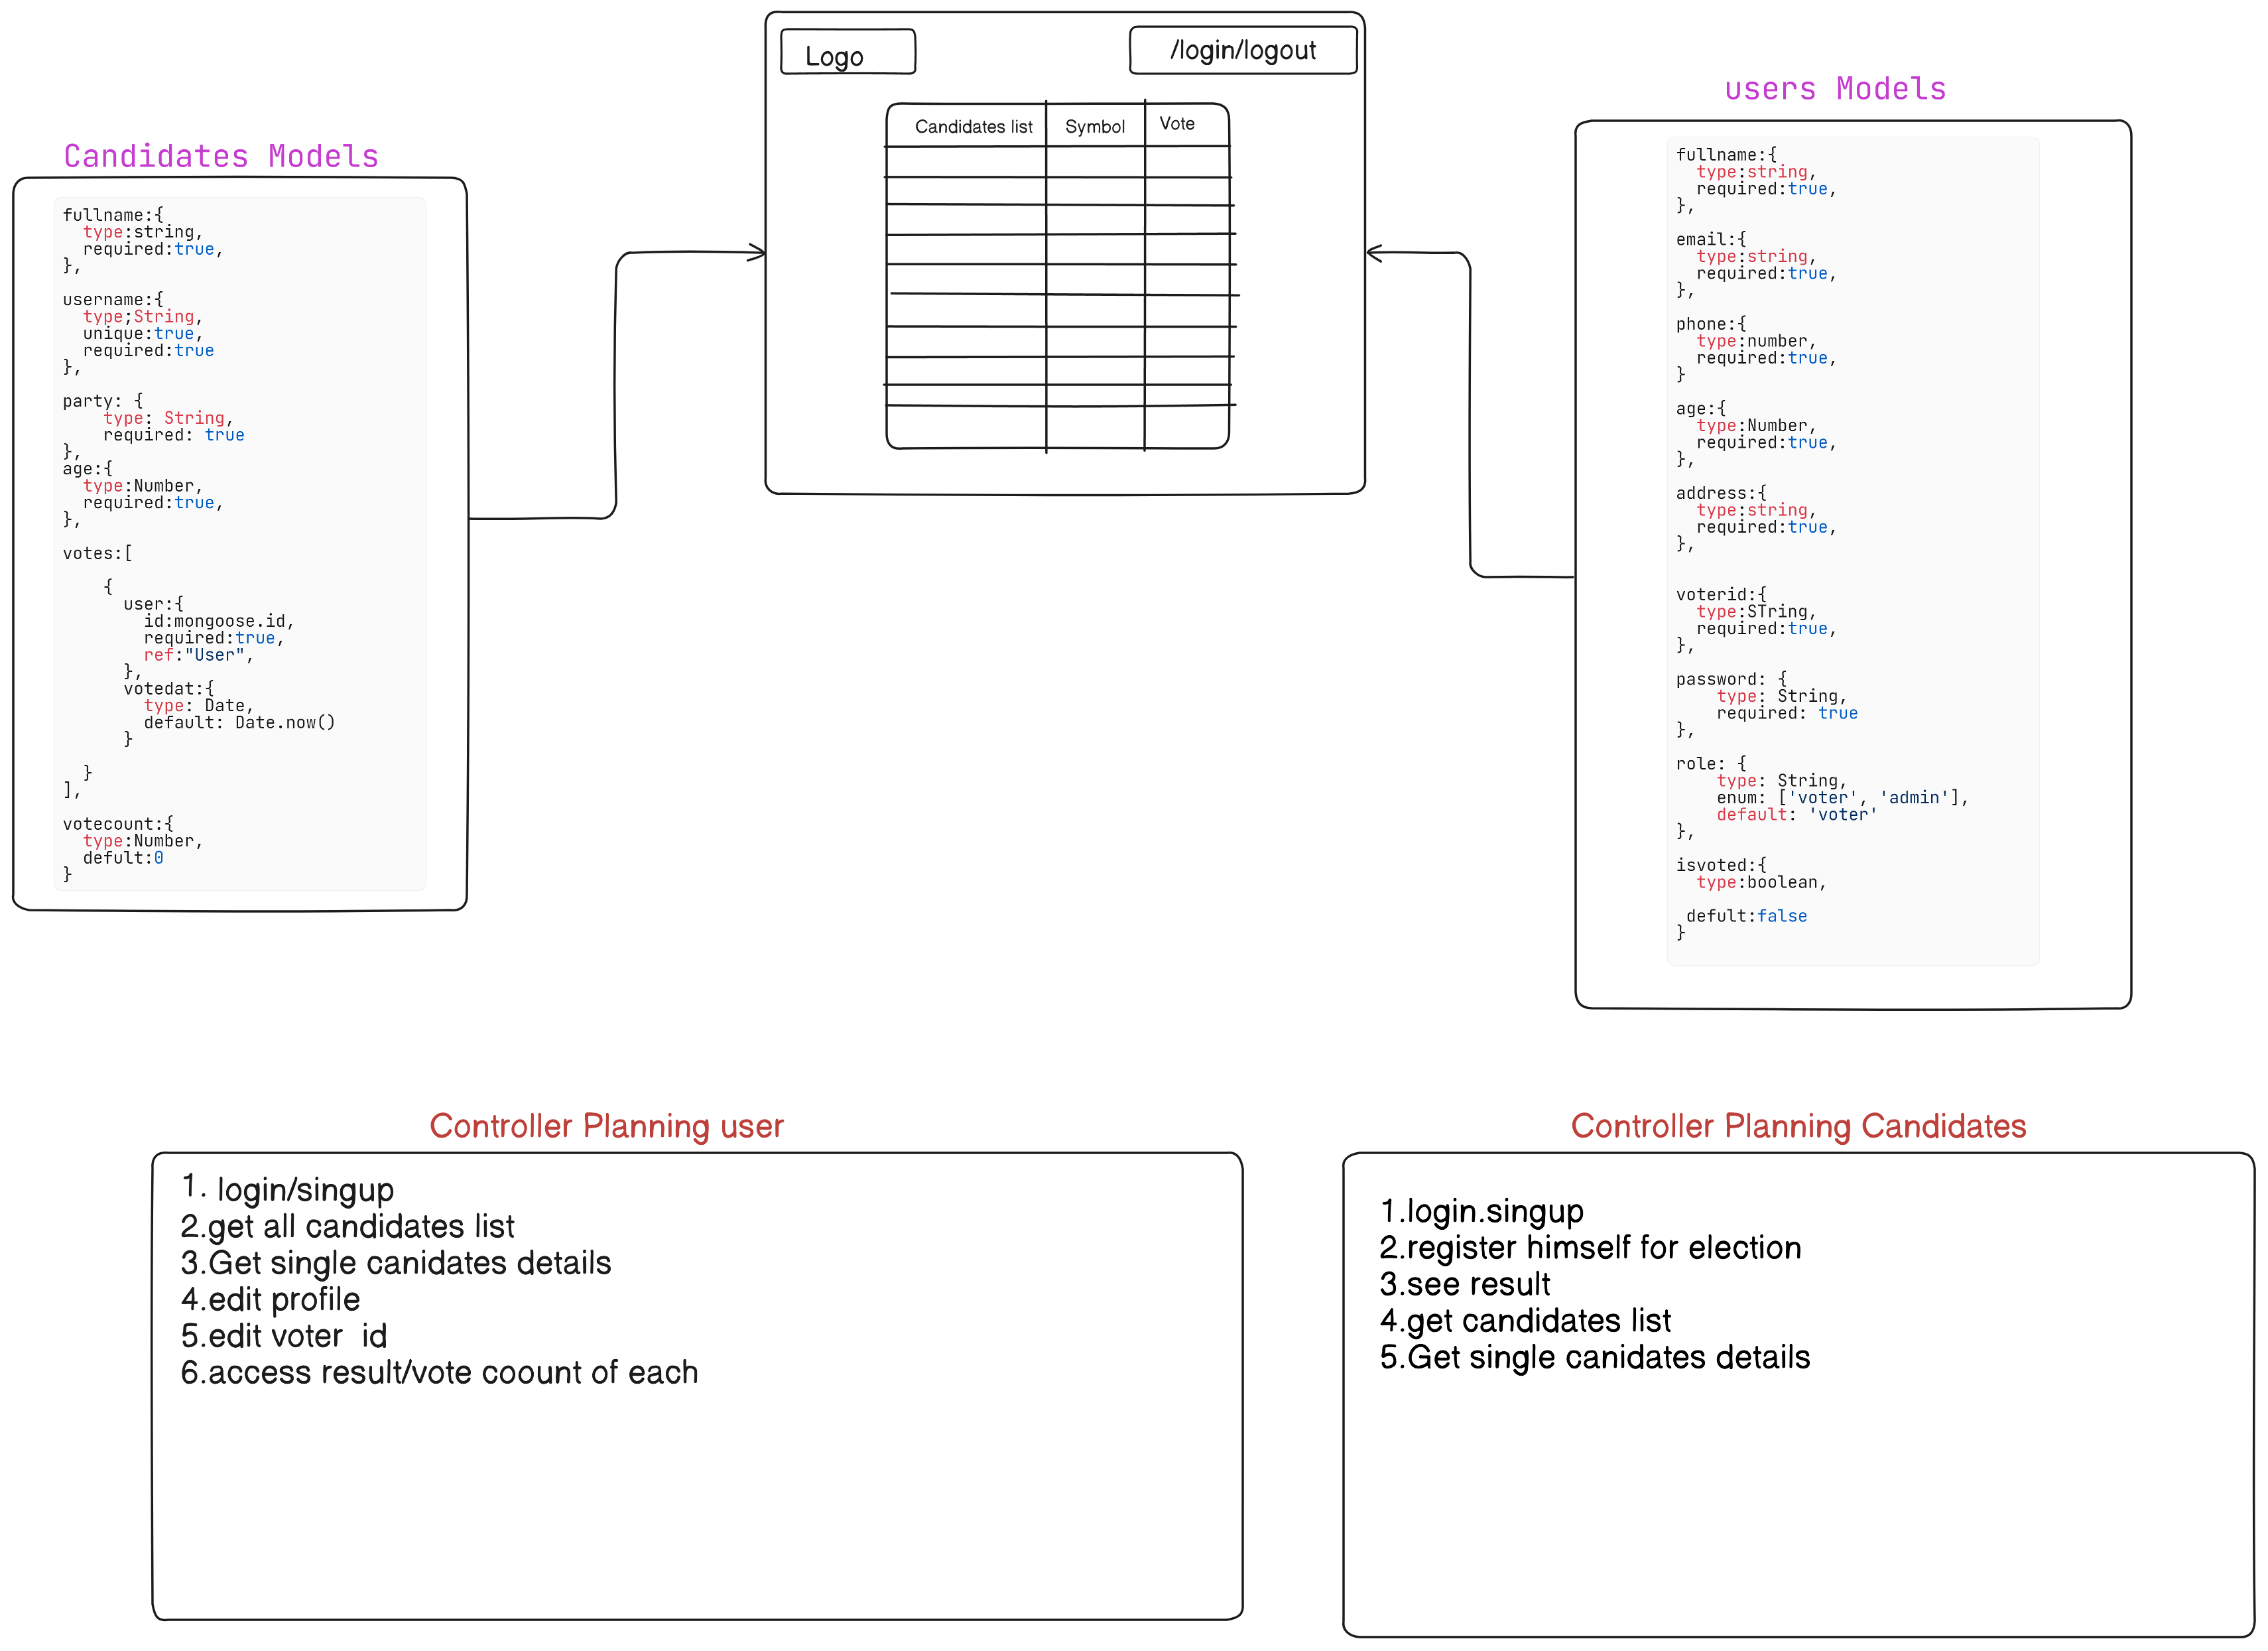 Logo
/login/logout
Candidates list
Symbol
Vote
Candidates Models
fullname:{
type:string,
required:true,
},
username:{
type;String,
unique:true,
required:true
},
party: {
type: String,
required: true
},
age:{
type:Number,
required:true,
},
votes:[
{
user:{
id:mongoose.id,
required:true,
ref:"User",
},
votedat:{
type: Date,
default: Date.now()
}
}
],
votecount:{
type:Number,
defult:0
}
users Models
fullname:{
type:string,
required:true,
},
email:{
type:string,
required:true,
},
phone:{
type:number,
required:true,
}
age:{
type:Number,
required:true,
},
address:{
type:string,
required:true,
},
voterid:{
type:STring,
required:true,
},
password: {
type: String,
required: true
},
role: {
type: String,
enum: ['voter', 'admin'],
default: 'voter'
},
isvoted:{
type:boolean,
defult:false
}
Controller Planning user
1. login/singup
2.get all candidates list
3.Get single canidates details
4.edit profile
5.edit voter  id
6.access result/vote coount of each
Controller Planning Candidates
1.login.singup
2.register himself for election
3.see result
4.get candidates list
5.Get single canidates details